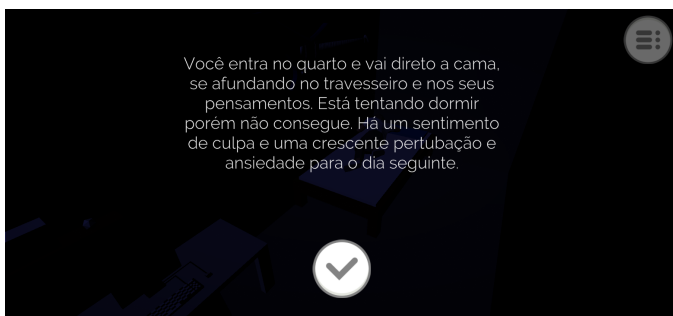 Você entra no quarto e vai direto a cama,
se afundando no travesseiro e nos seus
pensamentos. Está tentando dormir
porém não consegue. Há um sentimento
de culpa e uma crescente pertubação e
ansiedade para o dia seguinte.